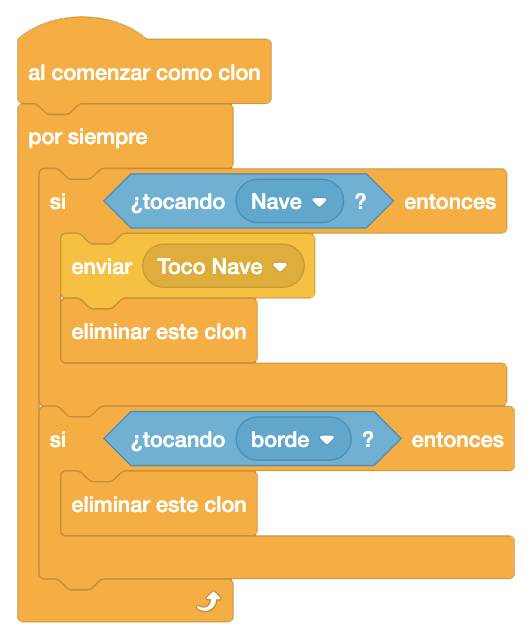 al comenzar como clon
por siempre
si ¿tocando Nave ? entonces
enviar Toco Nave
eliminar este clon
si ¿tocando borde ? entonces
eliminar este clon